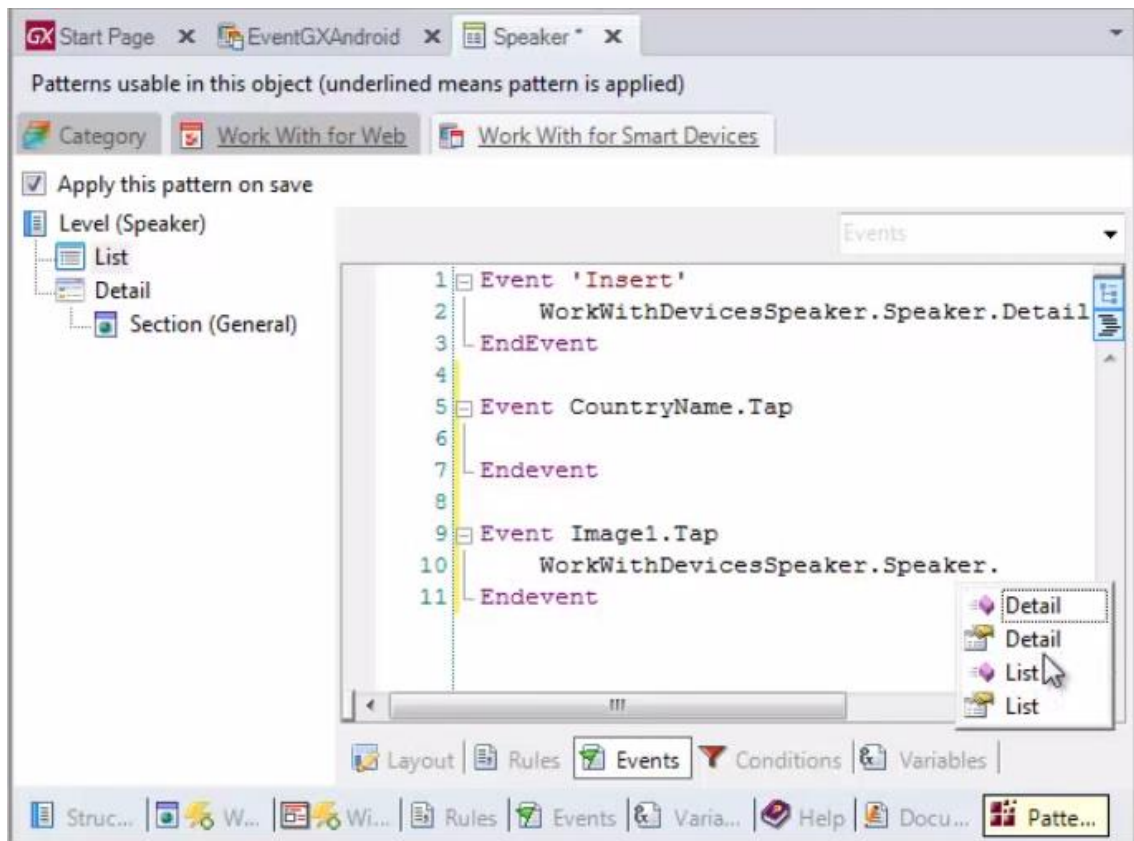 GX Start Page EventGXAndroid Speaker *
Patterns usable in this object (underlined means pattern is applied)
Category Work With for Web Work With for Smart Devices
Apply this pattern on save
Level (Speaker)
List
Detail
Section (General)
Events
1 Event 'Insert'
2 WorkWithDevicesSpeaker.Speaker.Detail
3 EndEvent
4
5 Event CountryName.Tap
6
7 Endevent
8
9 Event Image1.Tap
10 WorkWithDevicesSpeaker.Speaker.
11 Endevent
Detail
Detail
List
List
Layout Rules Events Conditions Variables
Struc... W... Wi... Rules Events Varia... Help Docu... Patte...